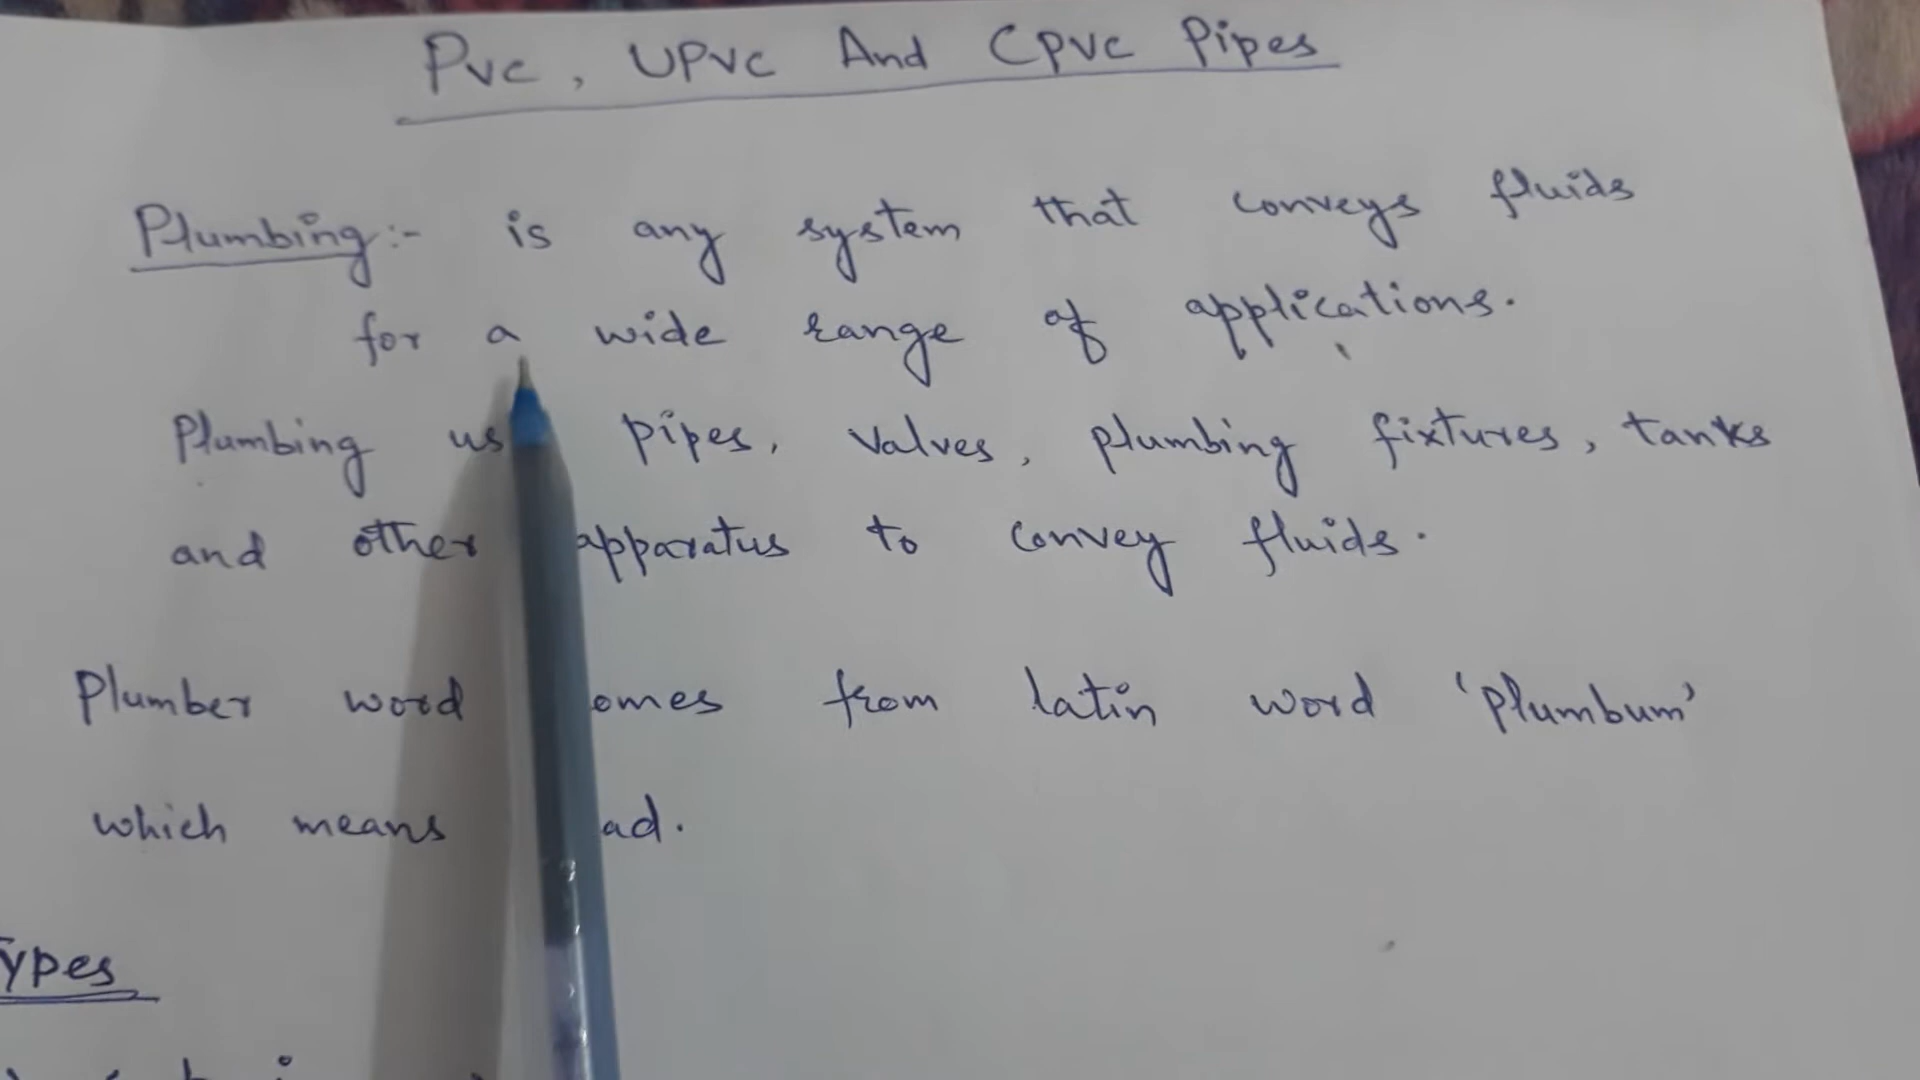 Pvc, UPVC And CPVC Pipes
Plumbing:- is any system that conveys fluids
for a wide range of applications.
Plumbing us pipes, valves, plumbing fixtures, tanks
and other apparatus to convey fluids.
Plumber word omes from latin word 'plumbum'
which means ad.
ypes